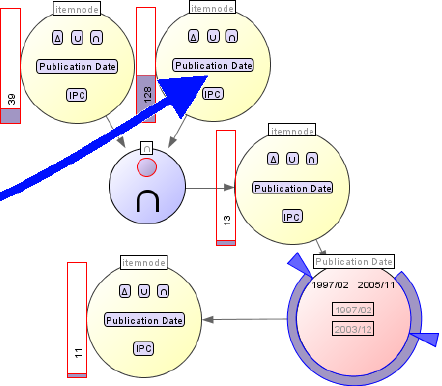 itemnode
Δ ∪ ∩
Publication Date
IPC
39
itemnode
Δ ∪ ∩
Publication Date
IPC
128
∩
∩
itemnode
Δ ∪ ∩
Publication Date
IPC
13
Publication Date
1997/02 2005/11
1997/02
2003/12
itemnode
Δ ∪ ∩
Publication Date
IPC
11